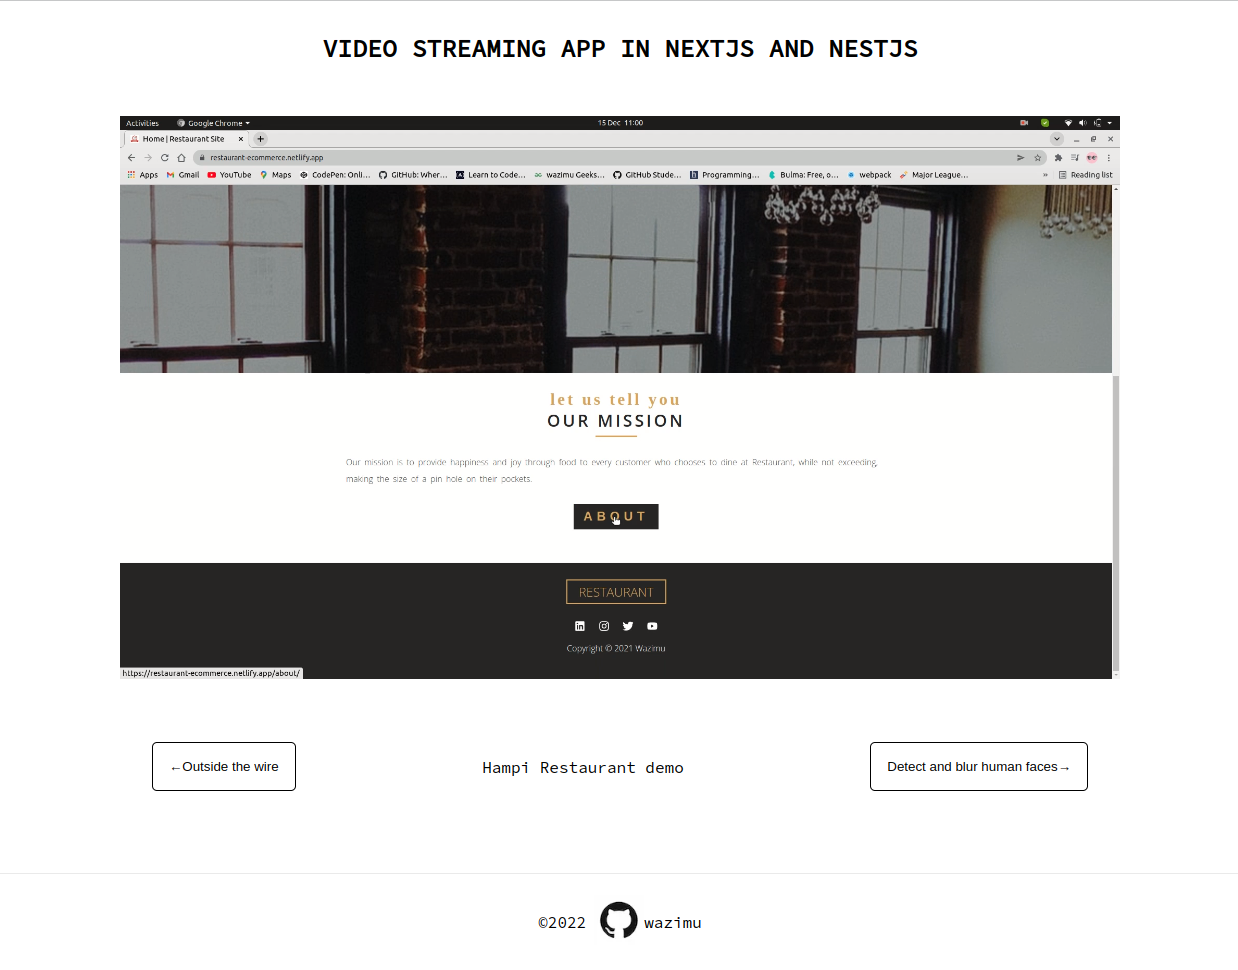 VIDEO STREAMING APP IN NEXTJS AND NESTJS
Activities Google Chrome 15 Dec 11:00
Home | Restaurant Site
restaurant-ecommerce.netlify.app
Apps Gmail YouTube Maps CodePen: Onli... GitHub: Wher... Learn to Code... wazimu Geeks... GitHub Stude... Programming... Bulma: Free, o... webpack Major League... » Reading list
let us tell you
OUR MISSION
Our mission is to provide happiness and joy through food to every customer who chooses to dine at Restaurant, while not exceeding,
making the size of a pin hole on their pockets.
ABOUT
RESTAURANT
Copyright © 2021 Wazimu
https://restaurant-ecommerce.netlify.app/about/
←Outside the wire Hampi Restaurant demo Detect and blur human faces→
©2022 wazimu